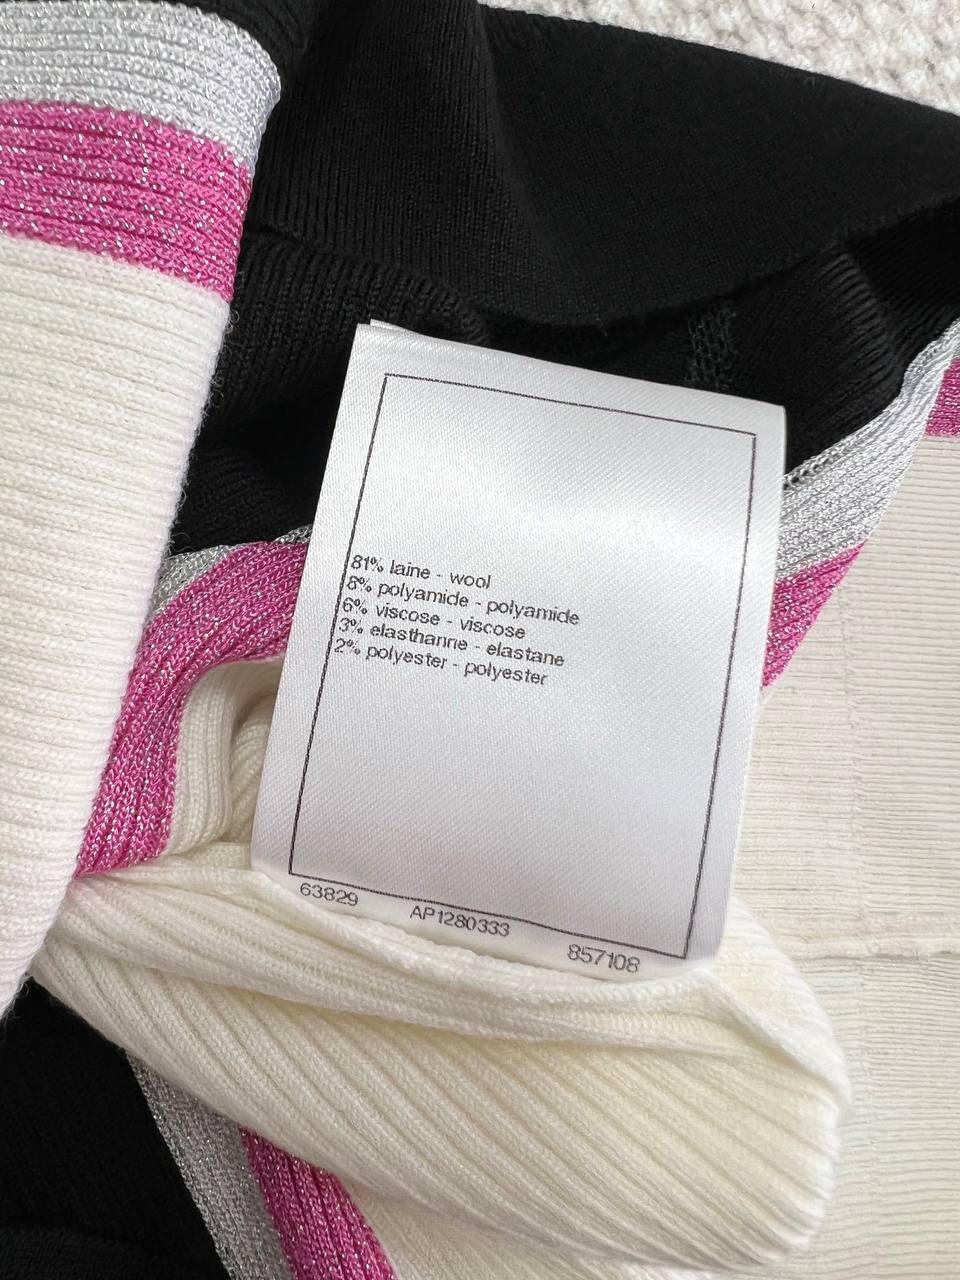 81% laine - wool
8% polyamide - polyamide
6% viscose - viscose
3% elasthanne - elastane
2% polyester - polyester
63829 AP1280333 857108